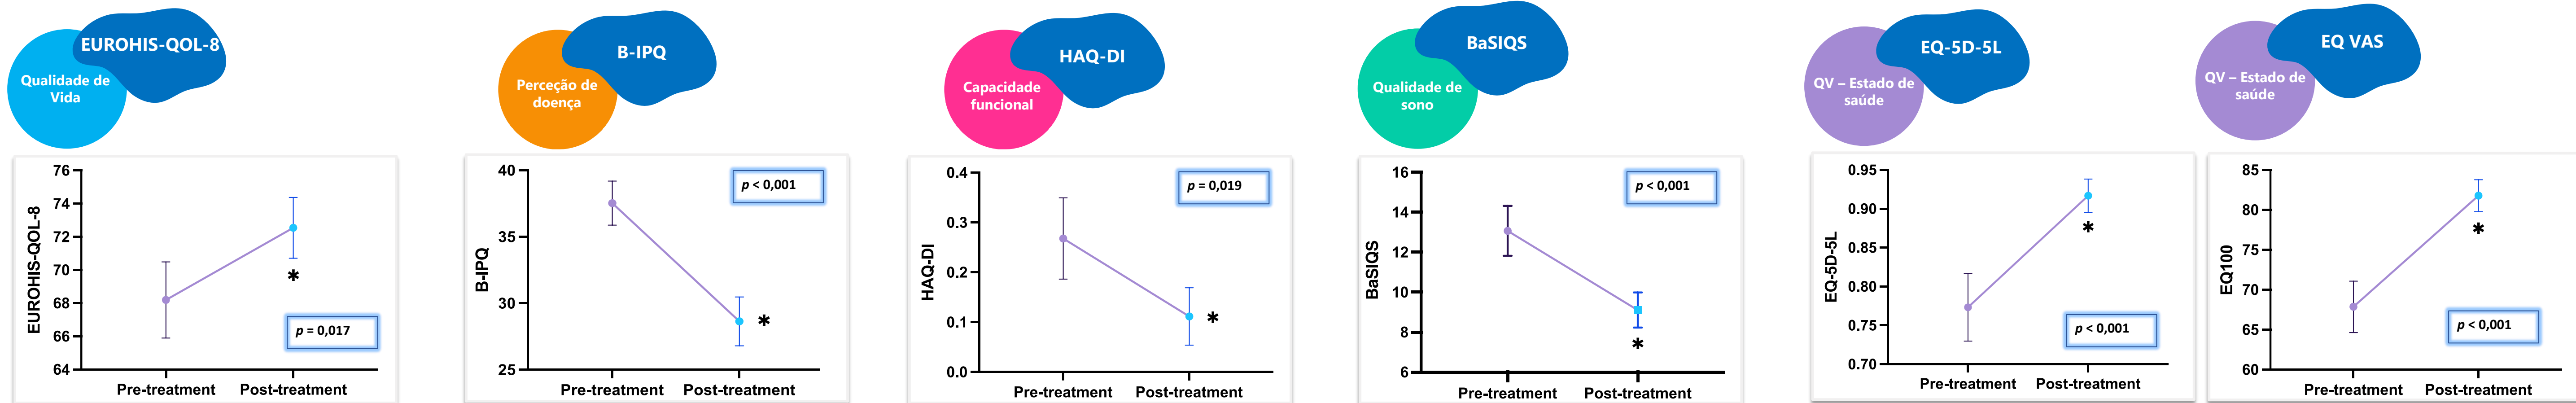 EUROHIS-QOL-8
Qualidade de
Vida
EUROHIS-QOL-8
76
74
72
70
68
66
64
*
p = 0,017
Pre-treatment Post-treatment
B-IPQ
Perceção de
doença
B-IPQ
40
35
30
25
p < 0,001
*
Pre-treatment Post-treatment
HAQ-DI
Capacidade
funcional
HAQ-DI
0.4
0.3
0.2
0.1
0.0
p = 0,019
*
Pre-treatment Post-treatment
BaSIQS
Qualidade de
sono
BaSIQS
16
14
12
10
8
6
p < 0,001
*
Pre-treatment Post-treatment
EQ-5D-5L
QV – Estado de
saúde
EQ-5D-5L
0.95
0.90
0.85
0.80
0.75
0.70
*
p < 0,001
Pre-treatment Post-treatment
EQ VAS
QV – Estado de
saúde
EQ100
85
80
75
70
65
60
*
p < 0,001
Pre-treatment Post-treatment